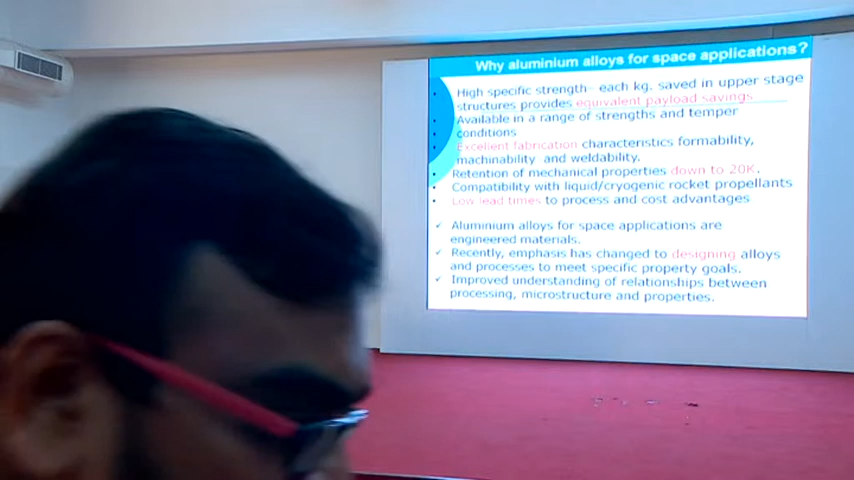 Why aluminium alloys for space applications?
High specific strength- each kg. saved in upper stage
structures provides equivalent payload savings
Available in a range of strengths and temper
conditions
Excellent fabrication characteristics formability,
machinability and weldability.
Retention of mechanical properties down to 20K.
Compatibility with liquid/cryogenic rocket propellants
Low lead times to process and cost advantages
✓ Aluminium alloys for space applications are
engineered materials.
✓ Recently, emphasis has changed to designing alloys
and processes to meet specific property goals.
✓ Improved understanding of relationships between
processing, microstructure and properties.